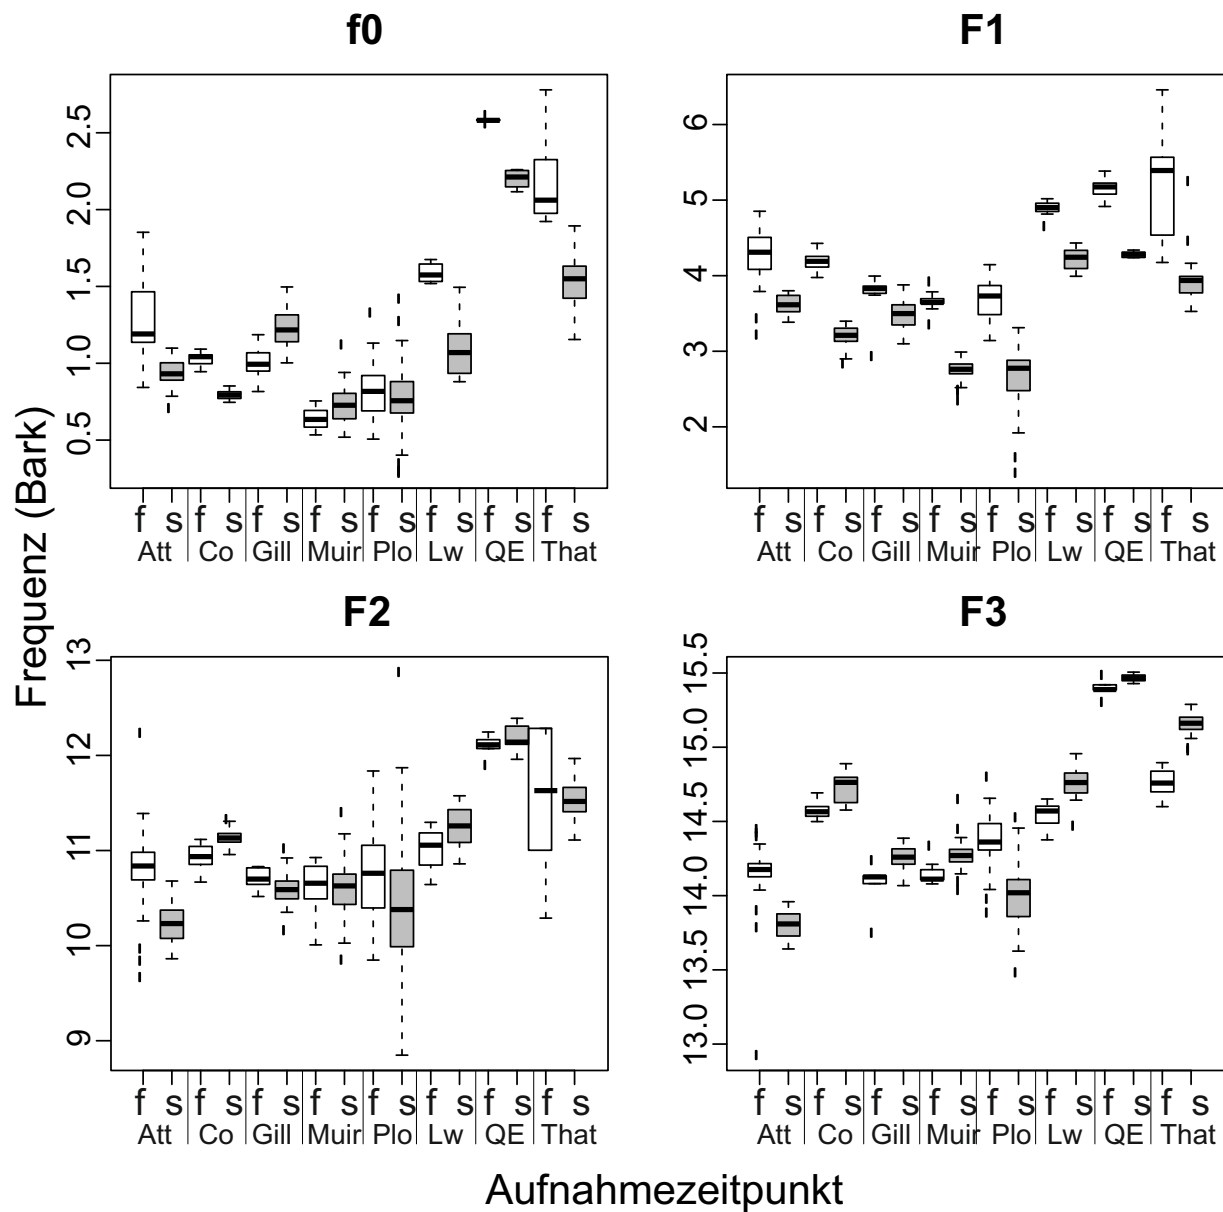 f0
F1
2.5
2.0
1.5
1.0
0.5
6
5
4
3
2
f s f s f s f s f s f s f s f s
Att Co Gill Muir Plo Lw QE That
f s f s f s f s f s f s f s f s
Att Co Gill Muir Plo Lw QE That
Frequenz (Bark)
F2
F3
13
12
11
10
9
15.5
15.0
14.5
14.0
13.5
13.0
f s f s f s f s f s f s f s f s
Att Co Gill Muir Plo Lw QE That
f s f s f s f s f s f s f s f s
Att Co Gill Muir Plo Lw QE That
Aufnahmezeitpunkt